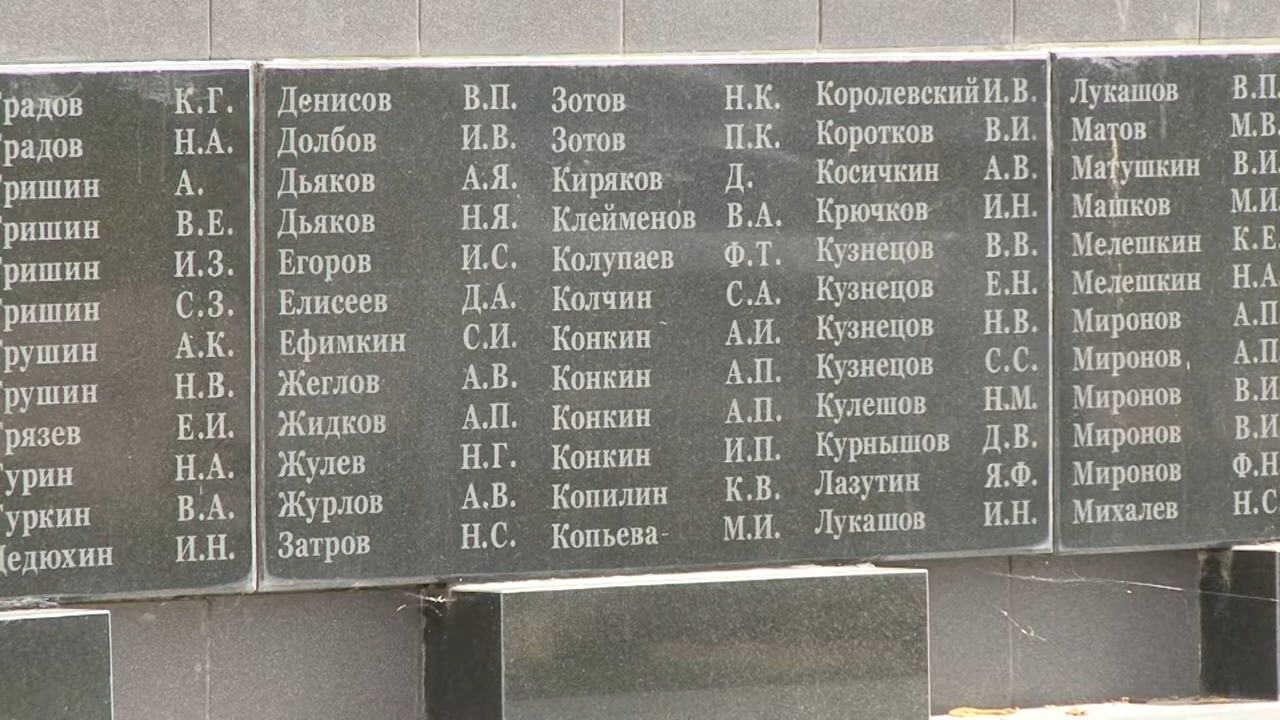 К.Г.
Н.А.
А.
В.Е.
И.З.
С.З.
А.К.
Н.В.
Е.И.
Н.А.
В.А.
И.Н.
Денисов В.П.
Долбов И.В.
Дьяков А.Я.
Дьяков Н.Я.
Егоров И.С.
Елисеев Д.А.
Ефимкин С.И.
Жеглов А.В.
Жидков А.П.
Жулев Н.Г.
Журлов А.В.
Затров Н.С.
Зотов Н.К.
Зотов П.К.
Киряков Д.
Клейменов В.А.
Колупаев Ф.Т.
Колчин С.А.
Конкин А.И.
Конкин А.П.
Конкин А.П.
Конкин И.П.
Копилин К.В.
Копьева М.И.
Королевский И.В.
Коротков В.И.
Косичкин А.В.
Крючков И.Н.
Кузнецов В.В.
Кузнецов Е.Н.
Кузнецов Н.В.
Кузнецов С.С.
Кулешов Н.М.
Курнышов Д.В.
Лазутин Я.Ф.
Лукашов И.Н.
Лукашов В.П.
Матов М.В.
Матушкин В.И.
Машков М.И.
Мелешкин К.Е
Мелешкин Н.А
Миронов А.П
Миронов А.П
Миронов В.И
Миронов В.И
Миронов Ф.Н
Михалев Н.С